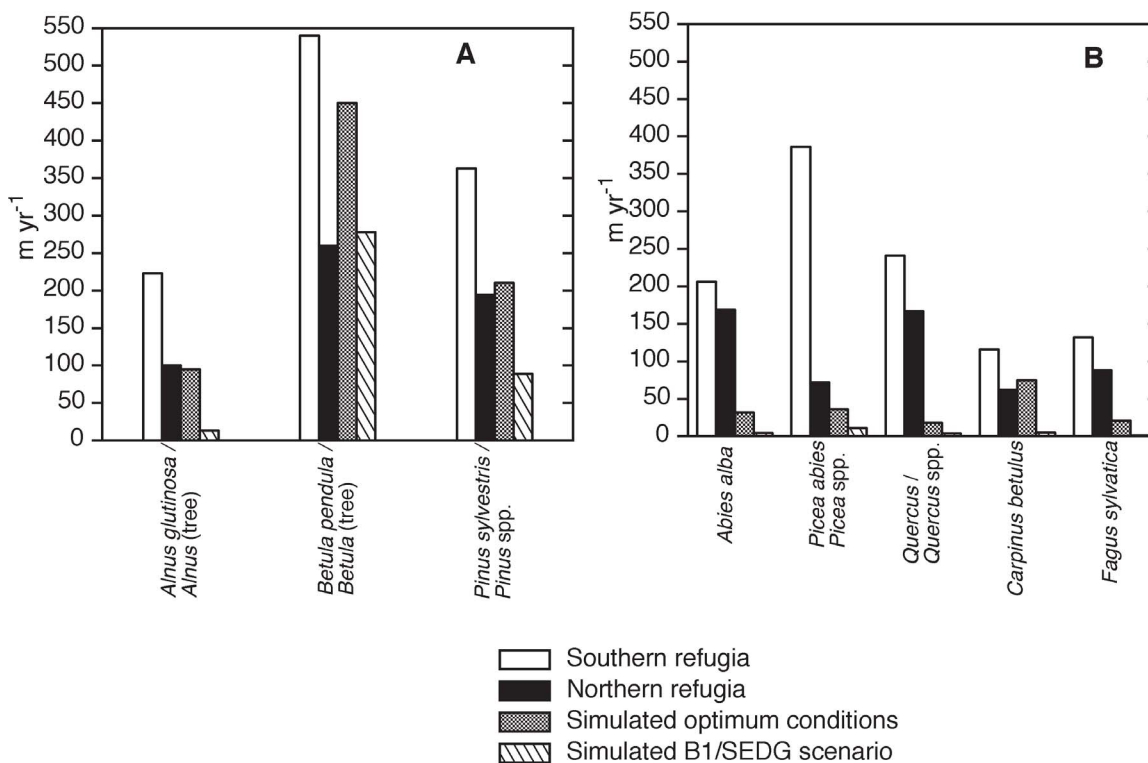 550
500
450
400
350
300
250
200
150
100
50
0
m yr-1
A
Alnus glutinosa /
Alnus (tree)
Betula pendula /
Betula (tree)
Pinus sylvestris /
Pinus spp.
550
500
450
400
350
300
250
200
150
100
50
0
m yr-1
B
Abies alba
Picea abies
Picea spp.
Quercus /
Quercus spp.
Carpinus betulus
Fagus sylvatica
Southern refugia
Northern refugia
Simulated optimum conditions
Simulated B1/SEDG scenario